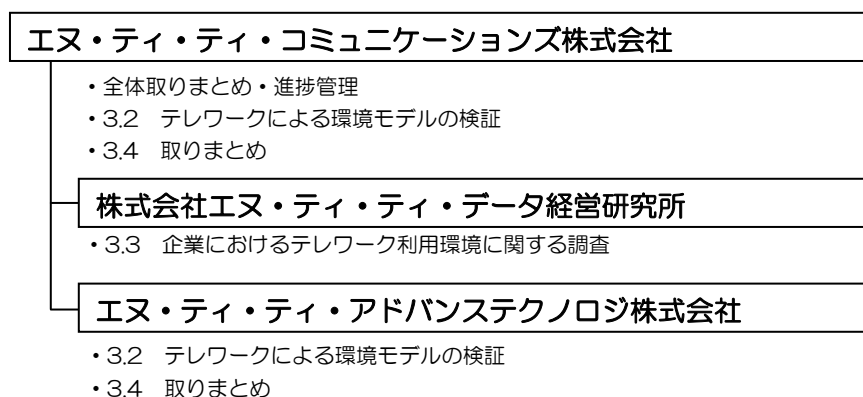 エヌ・ティ・ティ・コミュニケーションズ株式会社
・全体取りまとめ・進捗管理
・3.2 テレワークによる環境モデルの検証
・3.4 取りまとめ
株式会社エヌ・ティ・ティ・データ経営研究所
・3.3 企業におけるテレワーク利用環境に関する調査
エヌ・ティ・ティ・アドバンステクノロジ株式会社
・3.2 テレワークによる環境モデルの検証
・3.4 取りまとめ